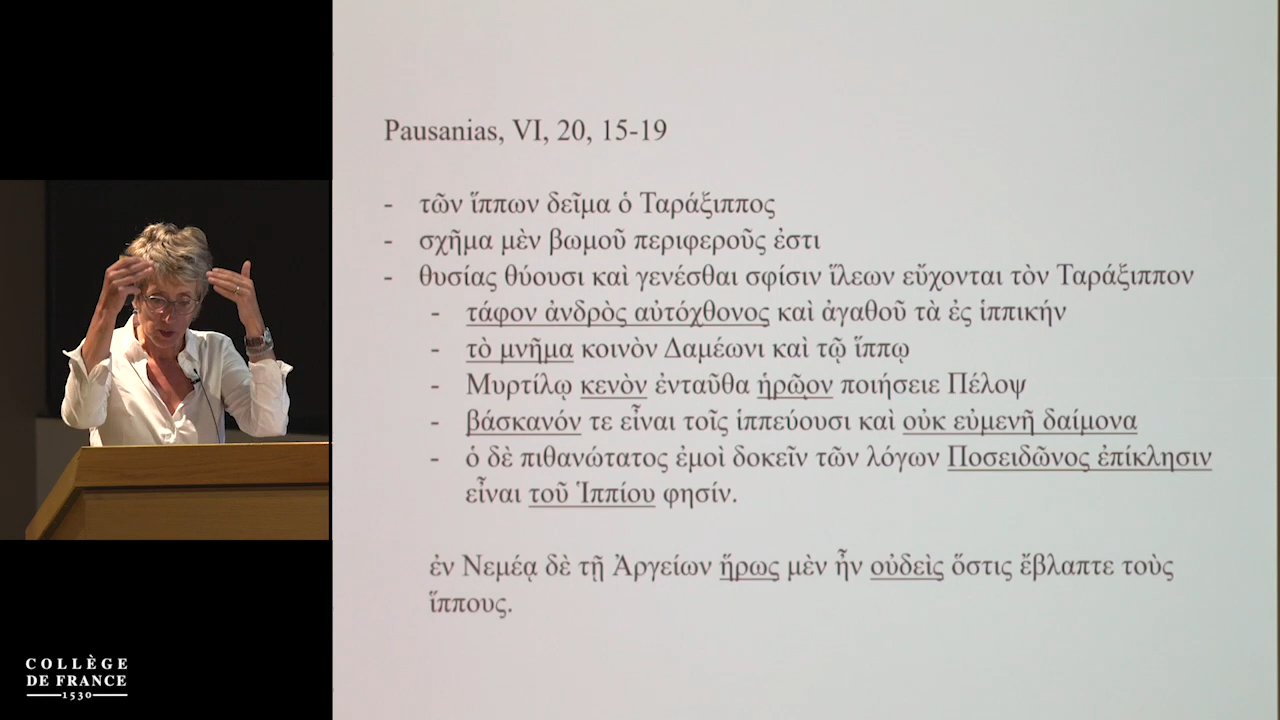 Pausanias, VI, 20, 15-19
- τῶν ἵππων δεῖμα ὁ Ταράξιππος
- σχῆμα μὲν βωμοῦ περιφεροῦς ἐστι
- θυσίας θύουσι καὶ γενέσθαι σφίσιν ἵλεων εὔχονται τὸν Ταράξιππον
- τάφον ἀνδρὸς αὐτόχθονος καὶ ἀγαθοῦ τὰ ἐς ἱππικήν
- τὸ μνῆμα κοινὸν Δαμέωνι καὶ τῷ ἵππῳ
- Μυρτίλῳ κενὸν ἐνταῦθα ἡρῷον ποιήσειε Πέλοψ
- βάσκανόν τε εἶναι τοῖς ἱππεύουσι καὶ οὐκ εὐμενῆ δαίμονα
- ὁ δὲ πιθανώτατος ἐμοὶ δοκεῖν τῶν λόγων Ποσειδῶνος ἐπίκλησιν
εἶναι τοῦ Ἱππίου φησίν.
ἐν Νεμέᾳ δὲ τῇ Ἀργείων ἥρως μὲν ἦν οὐδεὶς ὅστις ἔβλαπτε τοὺς
ἵππους.
COLLÈGE
DE FRANCE
1530